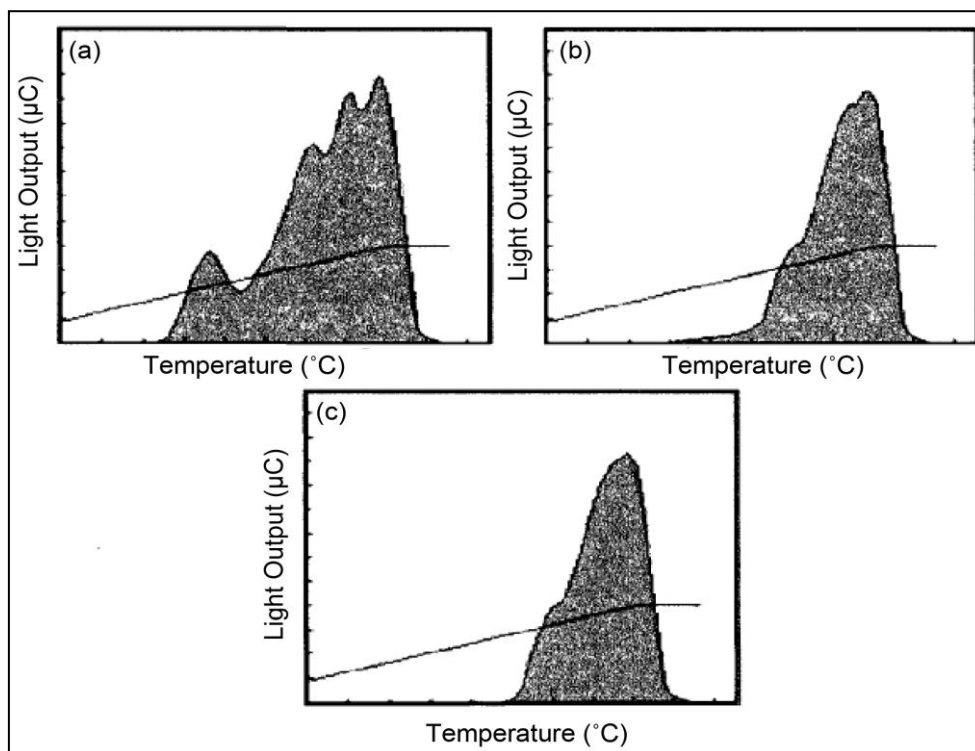 (a)
Light Output (µC)
Temperature (˚C)
(b)
Light Output (µC)
Temperature (˚C)
(c)
Light Output (µC)
Temperature (˚C)